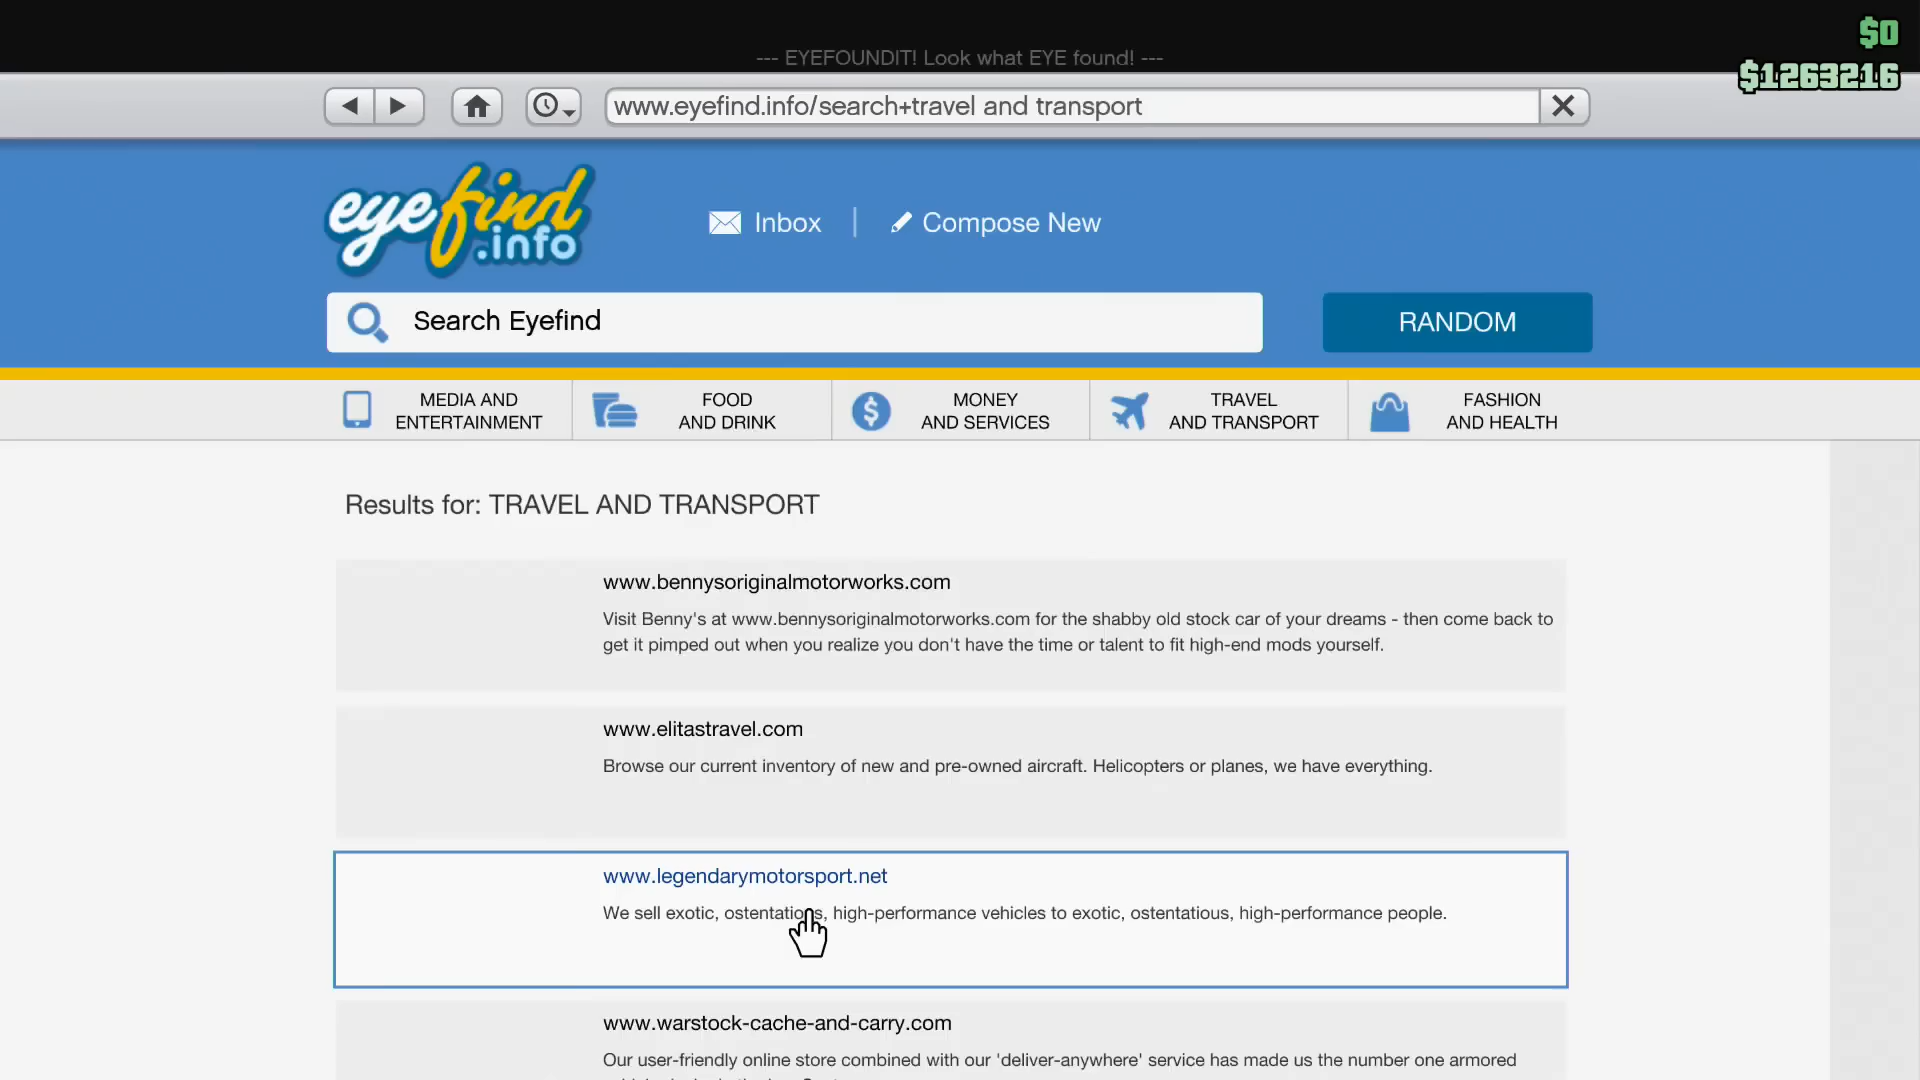 $0
--- EYEFOUNDIT! Look what EYE found! ---
$1263216
www.eyefind.info/search+travel and transport
eyefind
.info
Inbox
Compose New
Search Eyefind
RANDOM
MEDIA AND
ENTERTAINMENT
FOOD
AND DRINK
MONEY
AND SERVICES
TRAVEL
AND TRANSPORT
FASHION
AND HEALTH
Results for: TRAVEL AND TRANSPORT
www.bennysoriginalmotorworks.com
Visit Benny's at www.bennysoriginalmotorworks.com for the shabby old stock car of your dreams - then come back to
get it pimped out when you realize you don't have the time or talent to fit high-end mods yourself.
www.elitastravel.com
Browse our current inventory of new and pre-owned aircraft. Helicopters or planes, we have everything.
www.legendarymotorsport.net
We sell exotic, ostentatious, high-performance vehicles to exotic, ostentatious, high-performance people.
www.warstock-cache-and-carry.com
Our user-friendly online store combined with our 'deliver-anywhere' service has made us the number one armored